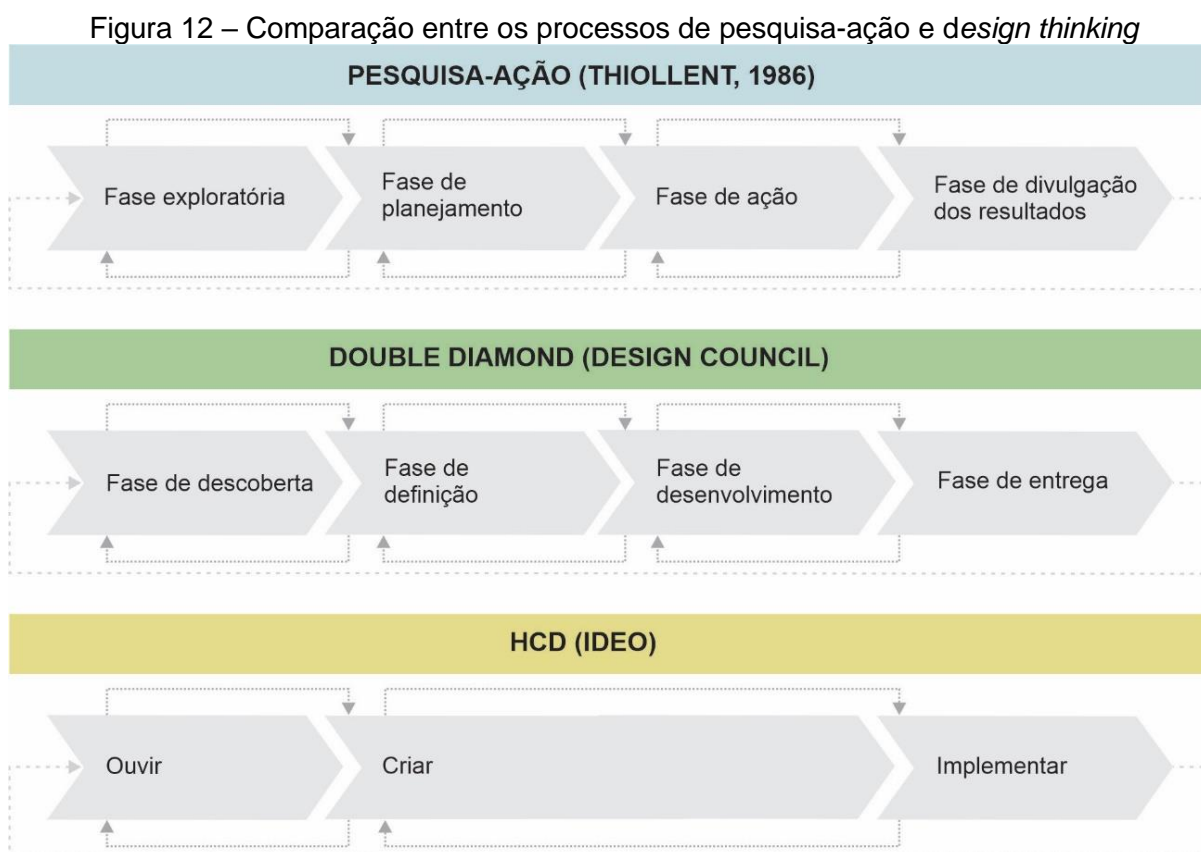 Figura 12 – Comparação entre os processos de pesquisa-ação e design thinking
PESQUISA-AÇÃO (THIOLLENT, 1986)
Fase exploratória
Fase de
planejamento
Fase de ação
Fase de divulgação
dos resultados
DOUBLE DIAMOND (DESIGN COUNCIL)
Fase de descoberta
Fase de
definição
Fase de
desenvolvimento
Fase de entrega
HCD (IDEO)
Ouvir
Criar
Implementar